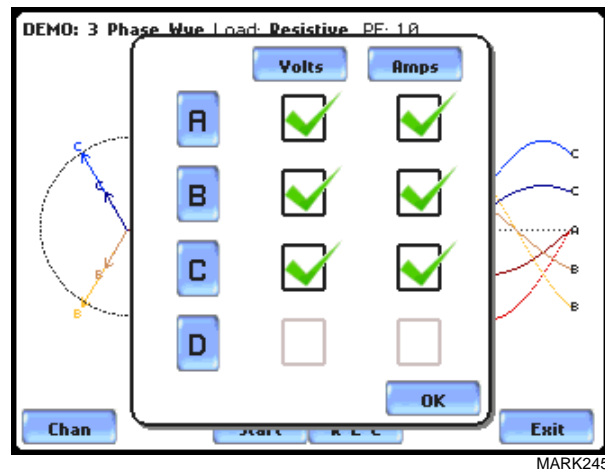 DEMO: 3 Phase Wye Load: Resistive PF: 1.0
Volts Amps
A
C C
B
C C
A
C
B B
B B
D
OK
Chan Start Exit
MARK245